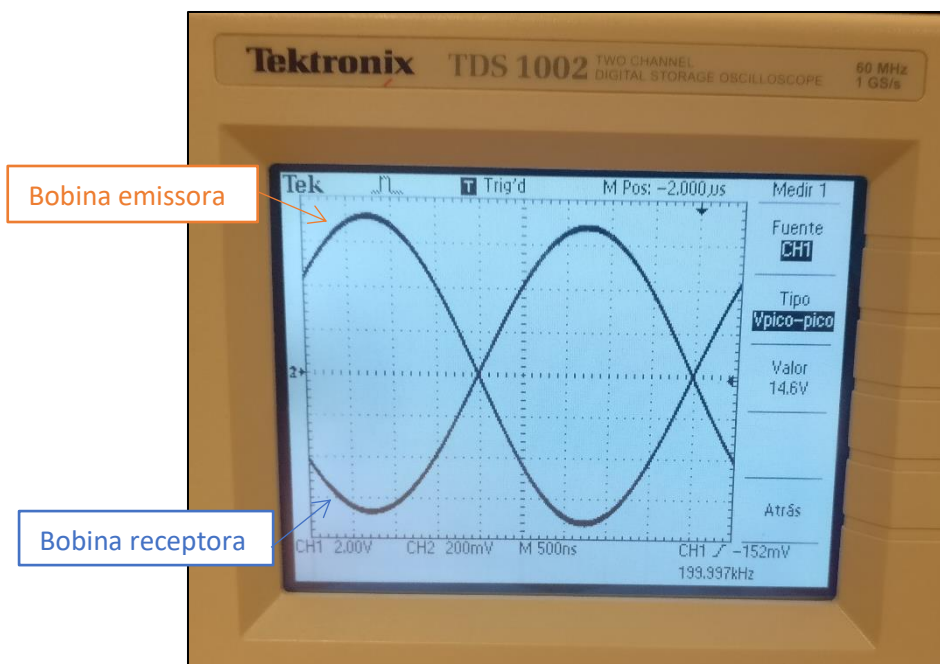 Tektronix TDS 1002 TWO CHANNEL
DIGITAL STORAGE OSCILLOSCOPE
60 MHz
1 GS/s
Bobina emissora
Tek T Trig'd M Pos: -2.000us Medir 1
Fuente
CH1
Tipo
Vpico-pico
Valor
14.6V
2
Atrás
Bobina receptora
CH1 2.00V CH2 200mV M 500ns CH1 -152mV
199.997kHz